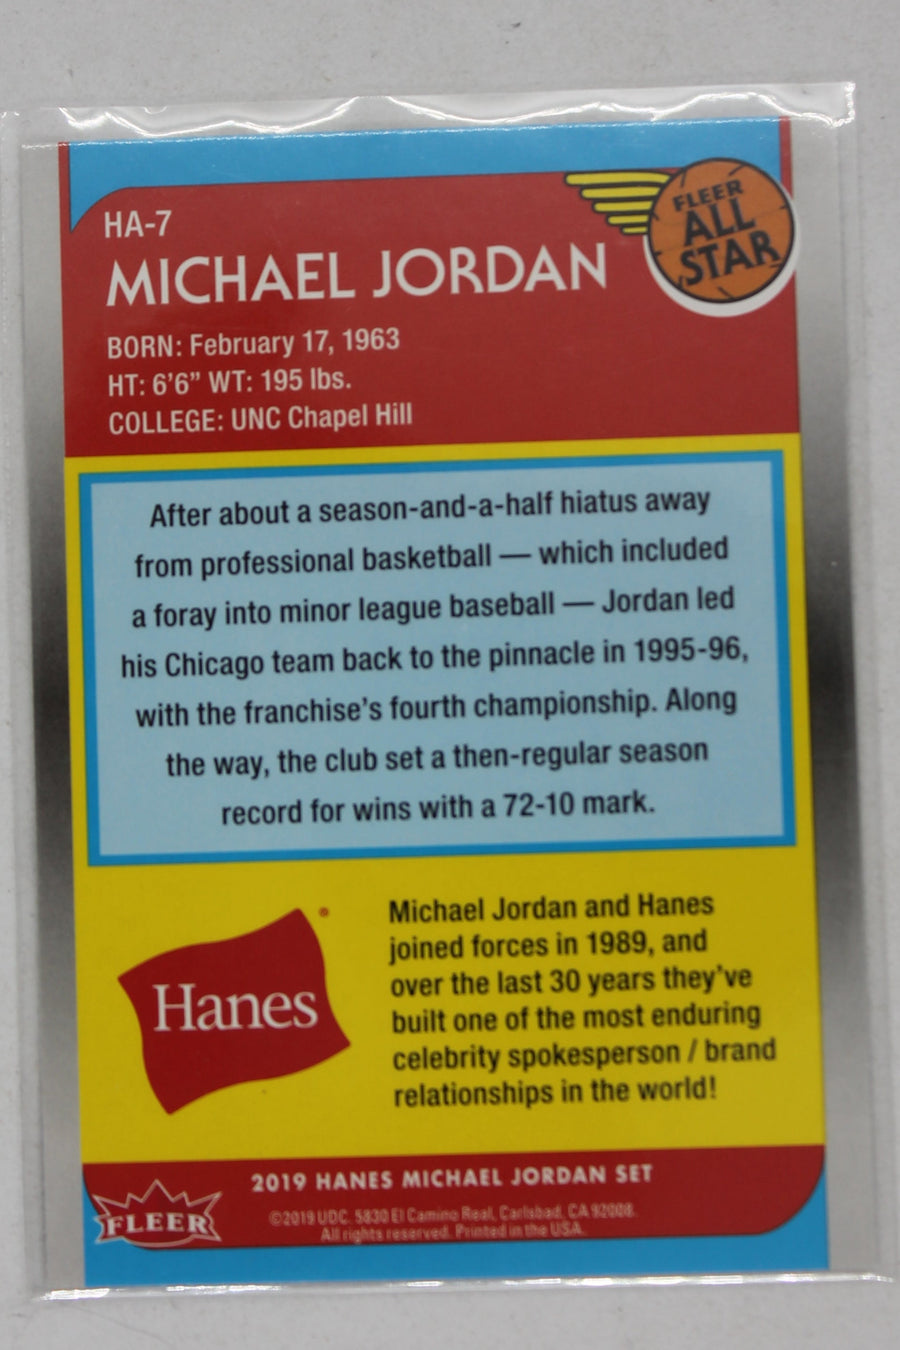 HA-7
FLEER
ALL
STAR
MICHAEL JORDAN
BORN: February 17, 1963
HT: 6’6” WT: 195 lbs.
COLLEGE: UNC Chapel Hill
After about a season-and-a-half hiatus away
from professional basketball — which included
a foray into minor league baseball — Jordan led
his Chicago team back to the pinnacle in 1995-96,
with the franchise’s fourth championship. Along
the way, the club set a then-regular season
record for wins with a 72-10 mark.
Hanes®
Michael Jordan and Hanes
joined forces in 1989, and
over the last 30 years they’ve
built one of the most enduring
celebrity spokesperson / brand
relationships in the world!
2019 HANES MICHAEL JORDAN SET
FLEER
©2019 UDC. 5830 El Camino Real, Carlsbad, CA 92008.
All rights reserved. Printed in the USA.